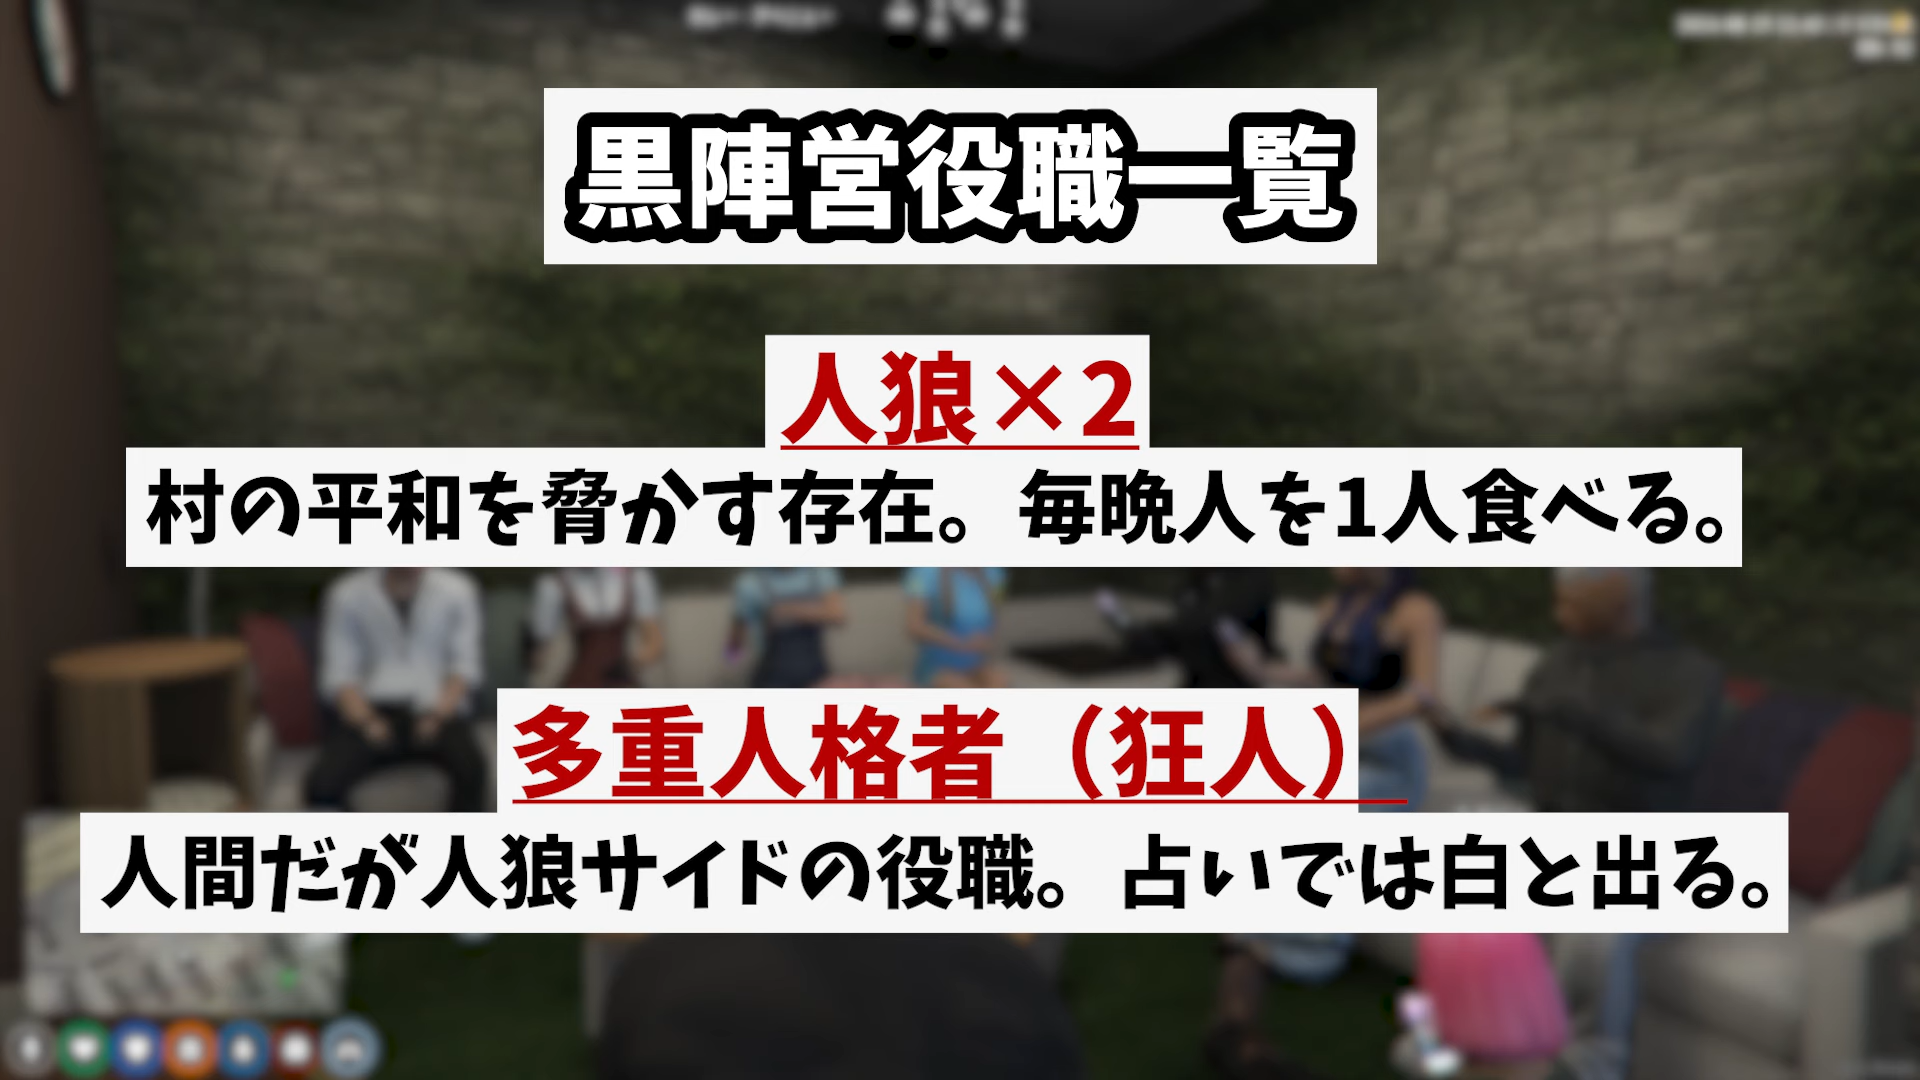 黒陣営役職一覧
人狼×2
村の平和を脅かす存在。毎晩人を1人食べる。
多重人格者（狂人）
人間だが人狼サイドの役職。占いでは白と出る。